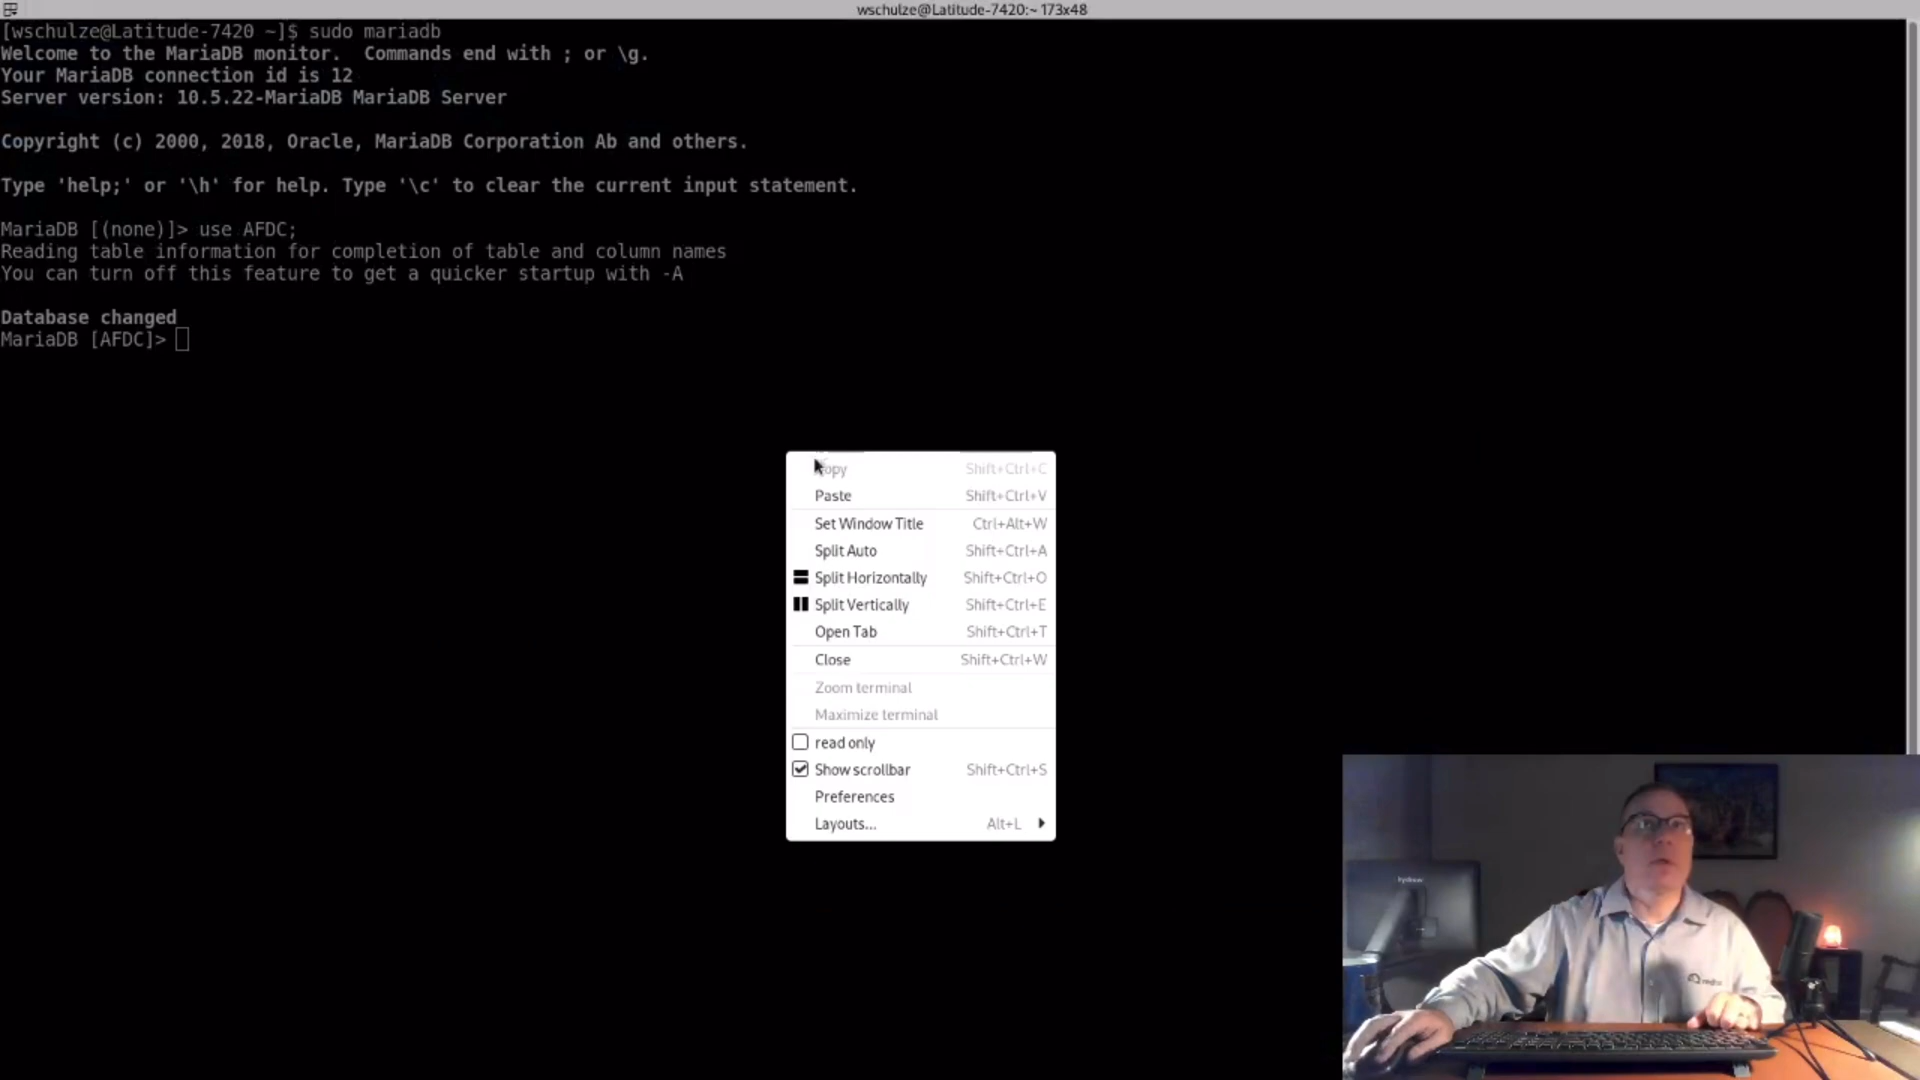 wschulze@Latitude-7420:~ 173x48
[wschulze@Latitude-7420 ~]$ sudo mariadb
Welcome to the MariaDB monitor.  Commands end with ; or \g.
Your MariaDB connection id is 12
Server version: 10.5.22-MariaDB MariaDB Server
Copyright (c) 2000, 2018, Oracle, MariaDB Corporation Ab and others.
Type 'help;' or '\h' for help. Type '\c' to clear the current input statement.
MariaDB [(none)]> use AFDC;
Reading table information for completion of table and column names
You can turn off this feature to get a quicker startup with -A
Database changed
MariaDB [AFDC]>
Copy Shift+Ctrl+C
Paste Shift+Ctrl+V
Set Window Title Ctrl+Alt+W
Split Auto Shift+Ctrl+A
Split Horizontally Shift+Ctrl+O
Split Vertically Shift+Ctrl+E
Open Tab Shift+Ctrl+T
Close Shift+Ctrl+W
Zoom terminal
Maximize terminal
read only
Show scrollbar Shift+Ctrl+S
Preferences
Layouts... Alt+L